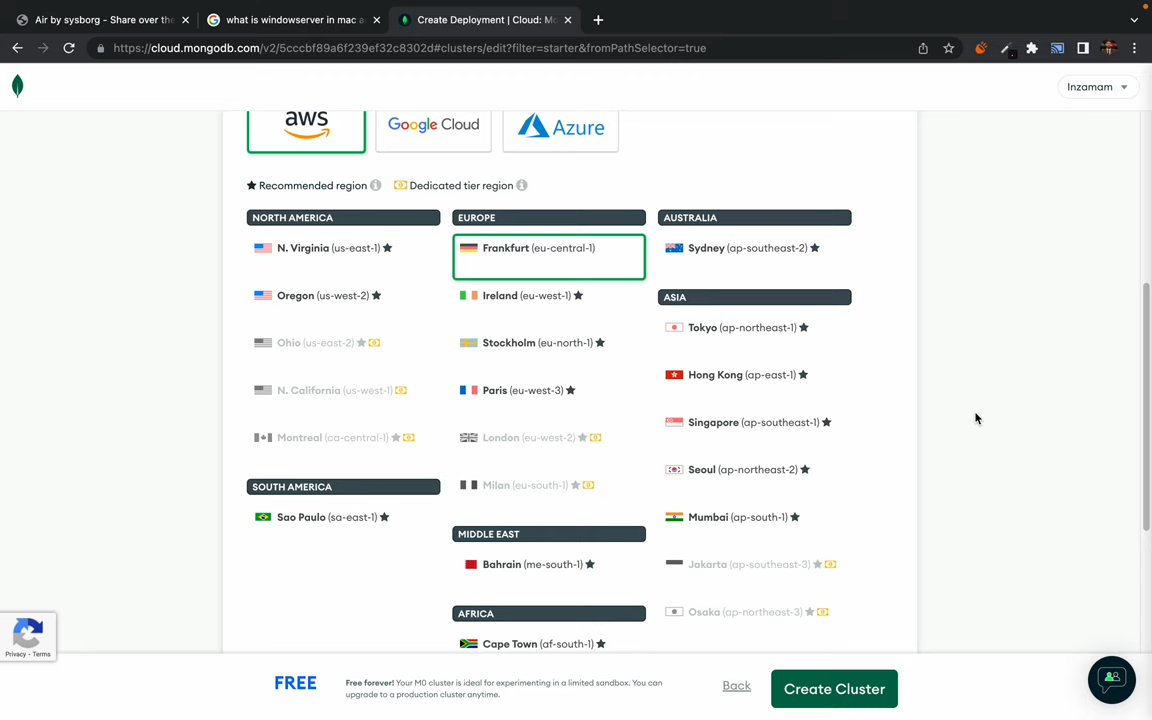 Air by sysborg - Share over the
what is windowserver in mac a
Create Deployment | Cloud: Mo
https://cloud.mongodb.com/v2/5cccbf89a6f239ef32c8302d#clusters/edit?filter=starter&fromPathSelector=true
Inzamam
aws
Google Cloud
Azure
Recommended region
Dedicated tier region
NORTH AMERICA
N. Virginia (us-east-1)
Oregon (us-west-2)
Ohio (us-east-2)
N. California (us-west-1)
Montreal (ca-central-1)
SOUTH AMERICA
Sao Paulo (sa-east-1)
EUROPE
Frankfurt (eu-central-1)
Ireland (eu-west-1)
Stockholm (eu-north-1)
Paris (eu-west-3)
London (eu-west-2)
Milan (eu-south-1)
MIDDLE EAST
Bahrain (me-south-1)
AFRICA
Cape Town (af-south-1)
AUSTRALIA
Sydney (ap-southeast-2)
ASIA
Tokyo (ap-northeast-1)
Hong Kong (ap-east-1)
Singapore (ap-southeast-1)
Seoul (ap-northeast-2)
Mumbai (ap-south-1)
Jakarta (ap-southeast-3)
Osaka (ap-northeast-3)
Privacy - Terms
FREE
Free forever! Your M0 cluster is ideal for experimenting in a limited sandbox. You can
upgrade to a production cluster anytime.
Back
Create Cluster